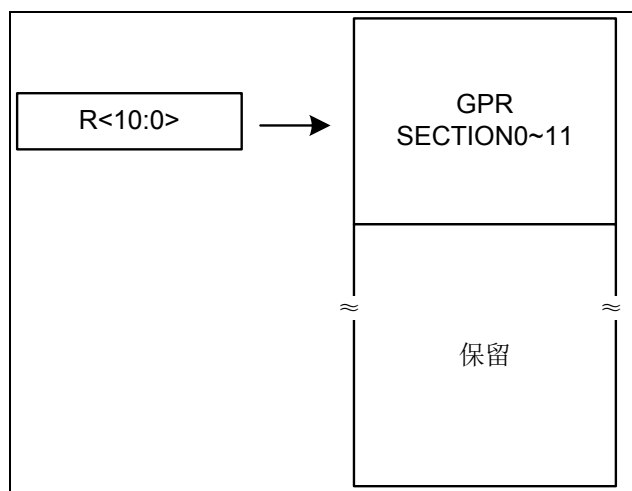 R<10:0>
GPR
SECTION0~11
≈ ≈
保留